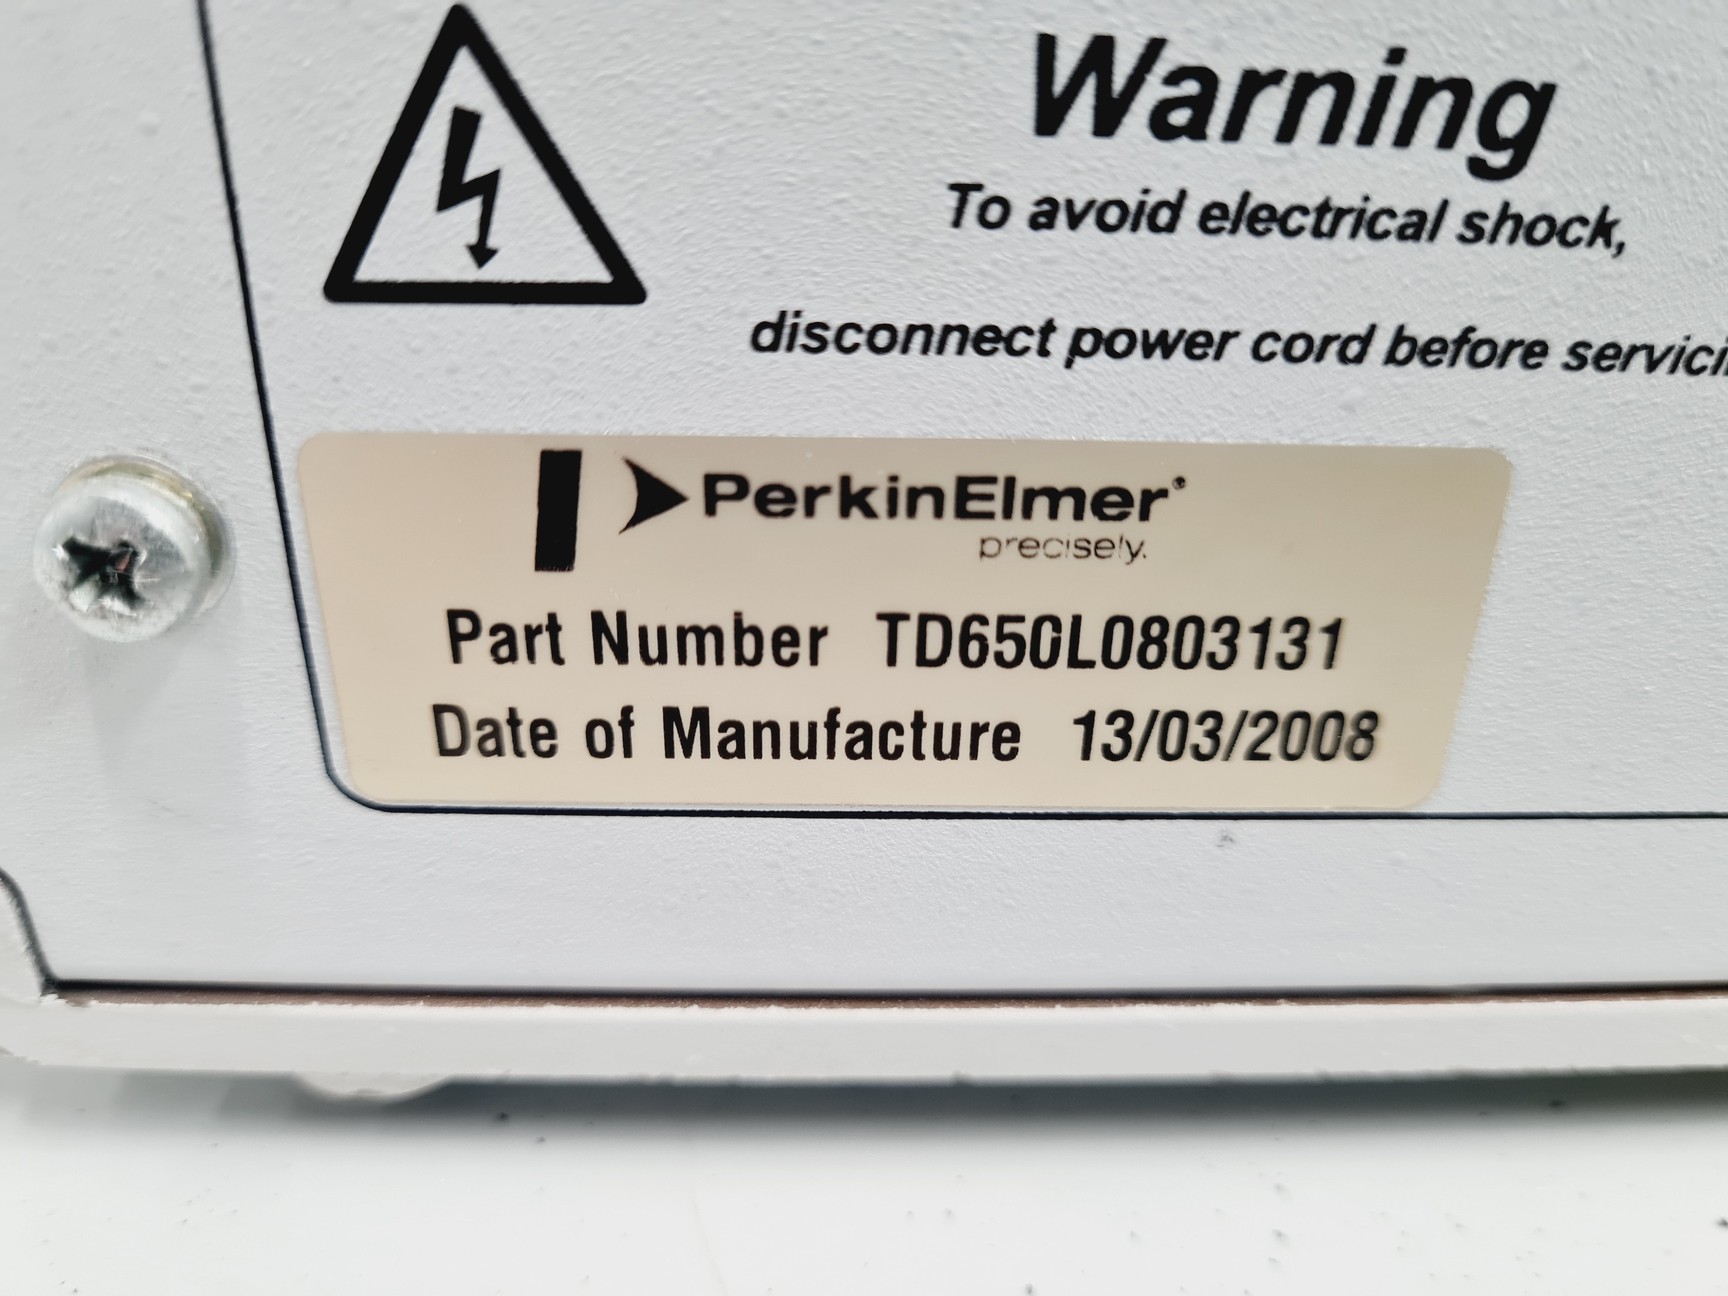 Warning
To avoid electrical shock,
disconnect power cord before servici
PerkinElmer®
precisely.
Part Number TD650L0803131
Date of Manufacture 13/03/2008